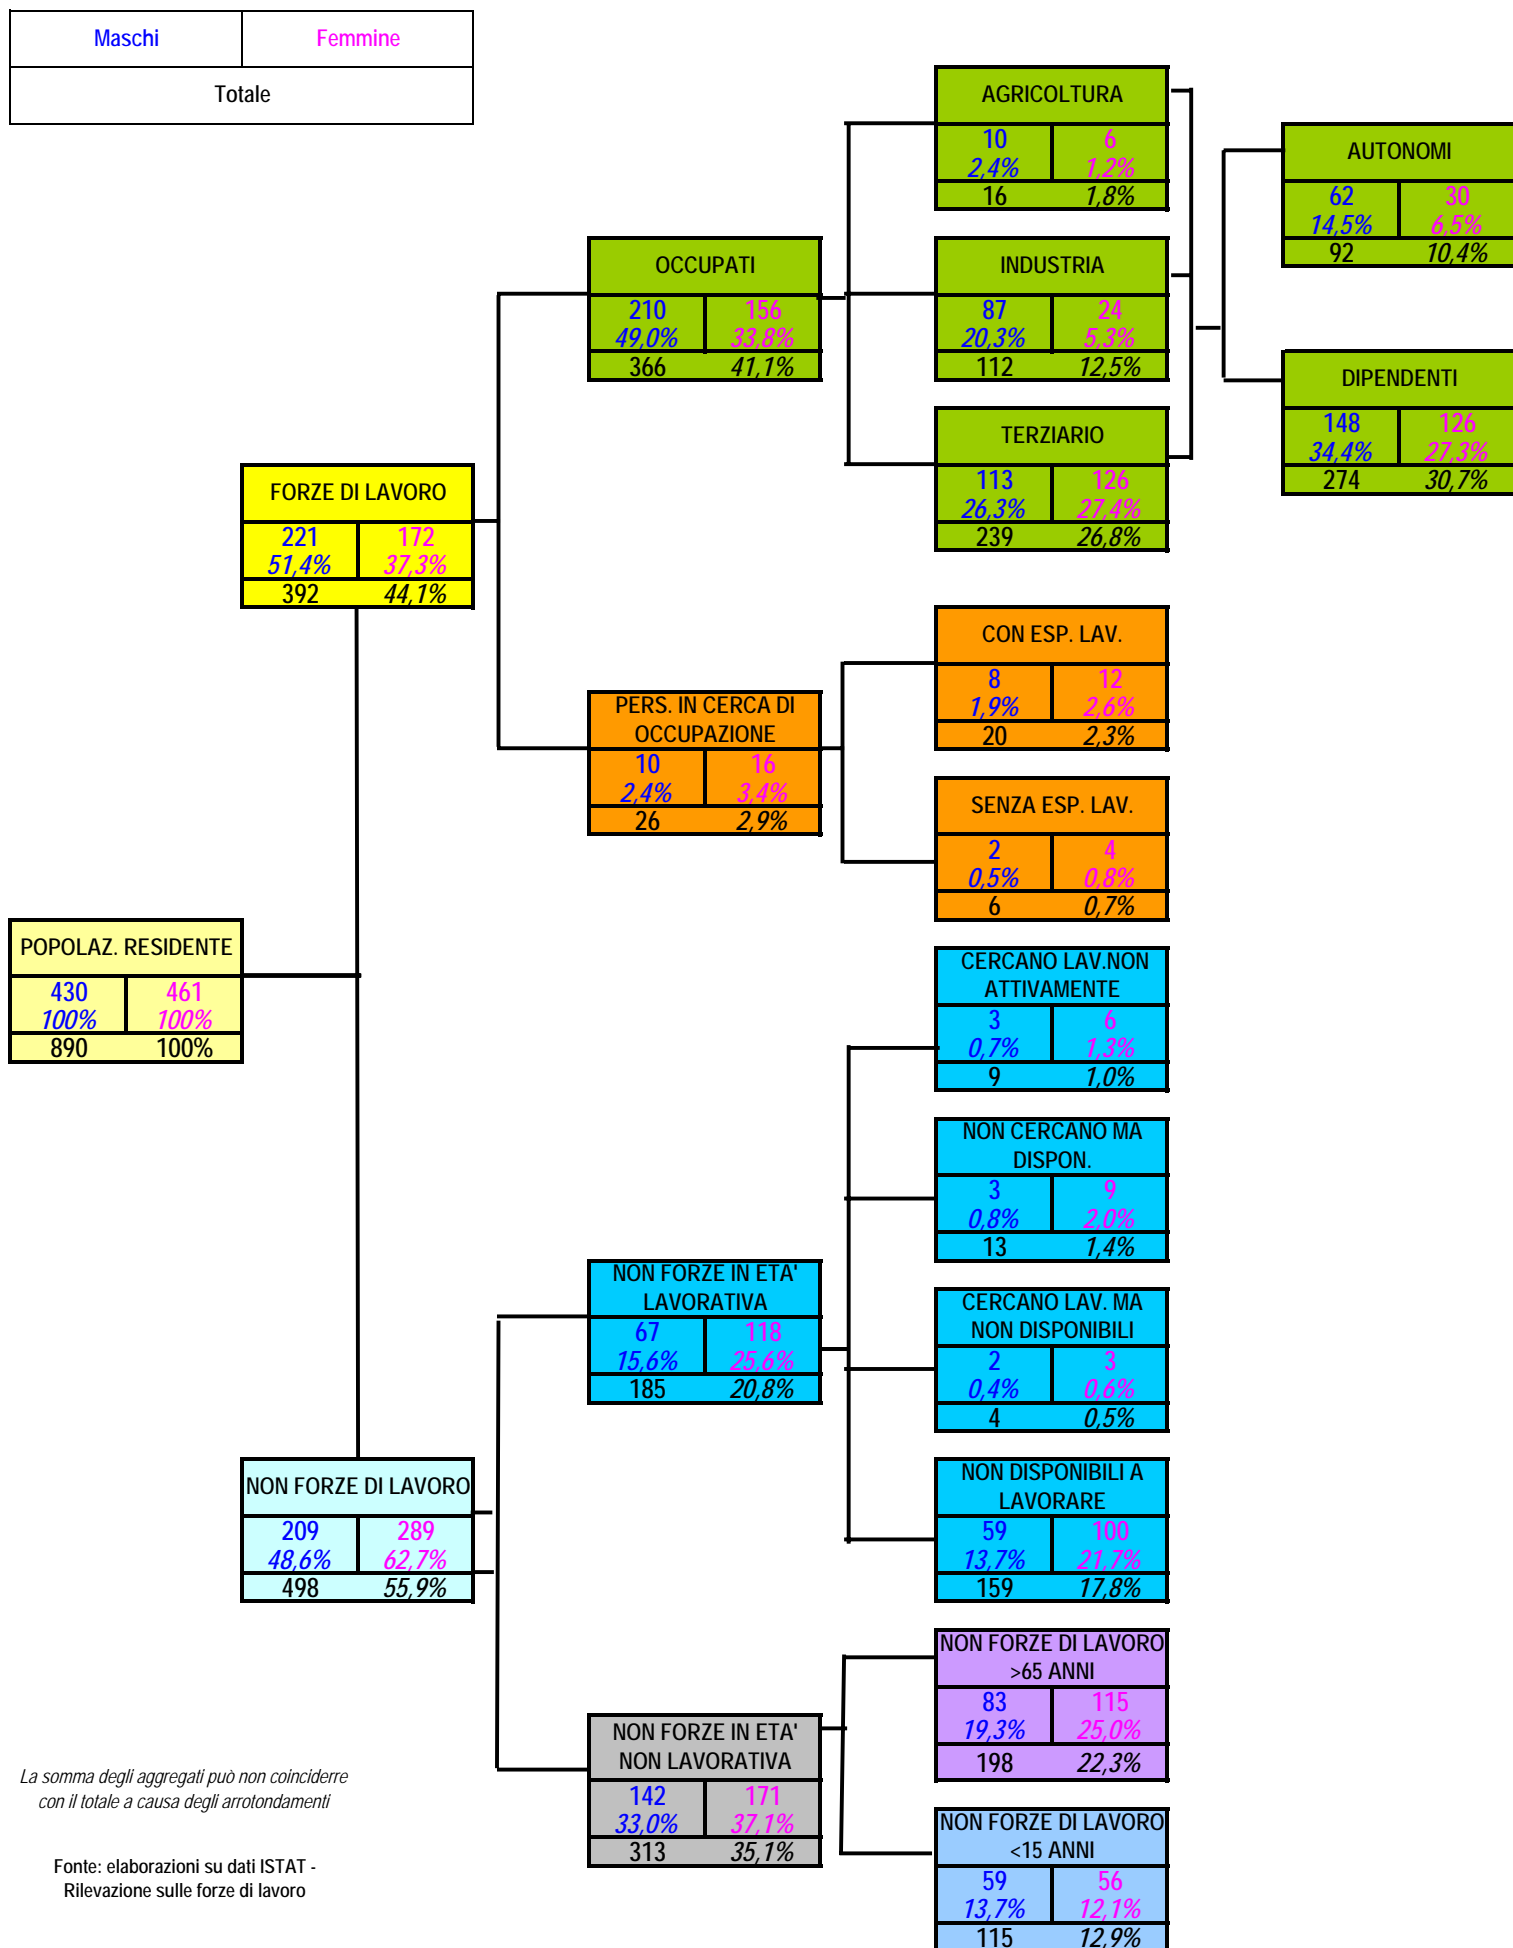 Maschi Femmine
Totale
AGRICOLTURA
10 6
2,4% 1,2%
16 1,8%
AUTONOMI
62 30
14,5% 6,5%
92 10,4%
OCCUPATI
210 156
49,0% 33,8%
366 41,1%
INDUSTRIA
87 24
20,3% 5,3%
112 12,5%
DIPENDENTI
148 126
34,4% 27,3%
274 30,7%
TERZIARIO
113 126
26,3% 27,4%
239 26,8%
FORZE DI LAVORO
221 172
51,4% 37,3%
392 44,1%
CON ESP. LAV.
8 12
1,9% 2,6%
20 2,3%
PERS. IN CERCA DI
OCCUPAZIONE
10 16
2,4% 3,4%
26 2,9%
SENZA ESP. LAV.
2 4
0,5% 0,8%
6 0,7%
POPOLAZ. RESIDENTE
430 461
100% 100%
890 100%
CERCANO LAV.NON
ATTIVAMENTE
3 6
0,7% 1,3%
9 1,0%
NON CERCANO MA
DISPON.
3 9
0,8% 2,0%
13 1,4%
NON FORZE IN ETA'
LAVORATIVA
67 118
15,6% 25,6%
185 20,8%
CERCANO LAV. MA
NON DISPONIBILI
2 3
0,4% 0,6%
4 0,5%
NON FORZE DI LAVORO
209 289
48,6% 62,7%
498 55,9%
NON DISPONIBILI A
LAVORARE
59 100
13,7% 21,7%
159 17,8%
NON FORZE DI LAVORO
>65 ANNI
83 115
19,3% 25,0%
198 22,3%
NON FORZE IN ETA'
NON LAVORATIVA
142 171
33,0% 37,1%
313 35,1%
NON FORZE DI LAVORO
<15 ANNI
59 56
13,7% 12,1%
115 12,9%
La somma degli aggregati può non coinciderre
con il totale a causa degli arrotondamenti
Fonte: elaborazioni su dati ISTAT -
Rilevazione sulle forze di lavoro